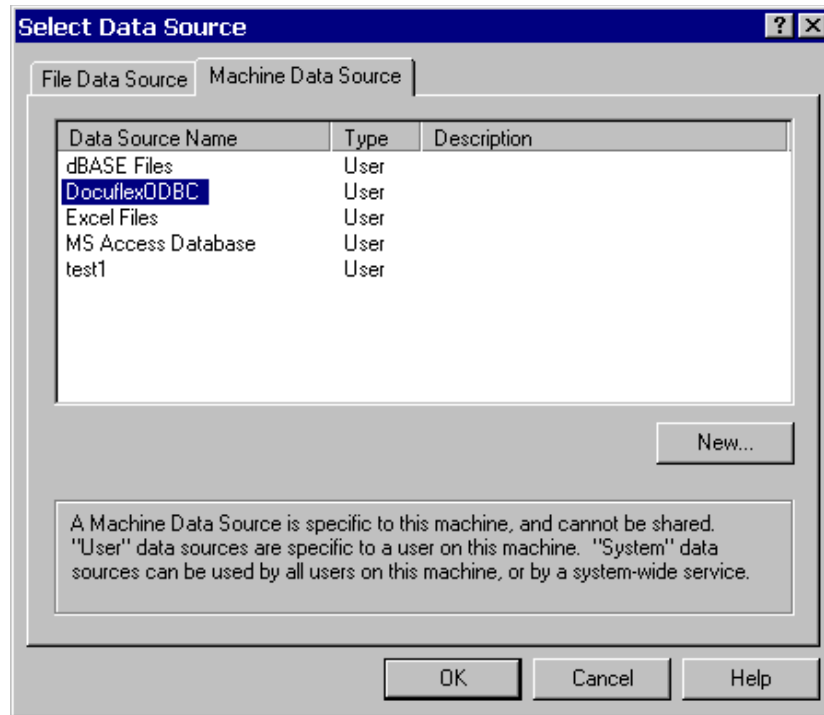 Select Data Source
File Data Source Machine Data Source
Data Source Name Type Description
dBASE Files User
DocuflexODBC User
Excel Files User
MS Access Database User
test1 User
New...
A Machine Data Source is specific to this machine, and cannot be shared.
"User" data sources are specific to a user on this machine. "System" data
sources can be used by all users on this machine, or by a system-wide service.
OK Cancel Help